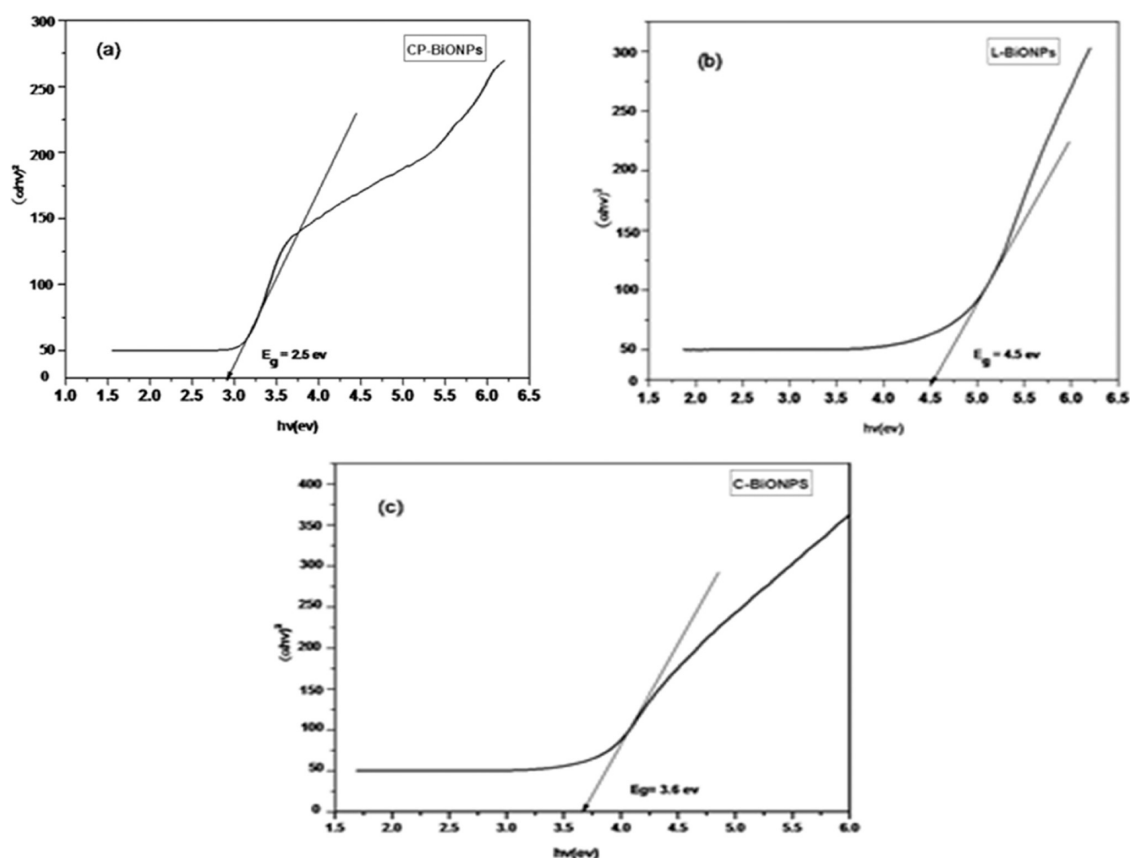 (a)
CP-BiONPs
300
250
200
150
100
50
0
(αhν)²
E_g = 2.5 ev
1.0 1.5 2.0 2.5 3.0 3.5 4.0 4.5 5.0 5.5 6.0 6.5
hν(ev)
(b)
L-BiONPs
300
250
200
150
100
50
0
(αhν)²
E_g = 4.5 ev
1.5 2.0 2.5 3.0 3.5 4.0 4.5 5.0 5.5 6.0 6.5
hν(ev)
(c)
C-BiONPS
400
350
300
250
200
150
100
50
0
(αhν)²
Eg= 3.6 ev
1.5 2.0 2.5 3.0 3.5 4.0 4.5 5.0 5.5 6.0
hν(ev)